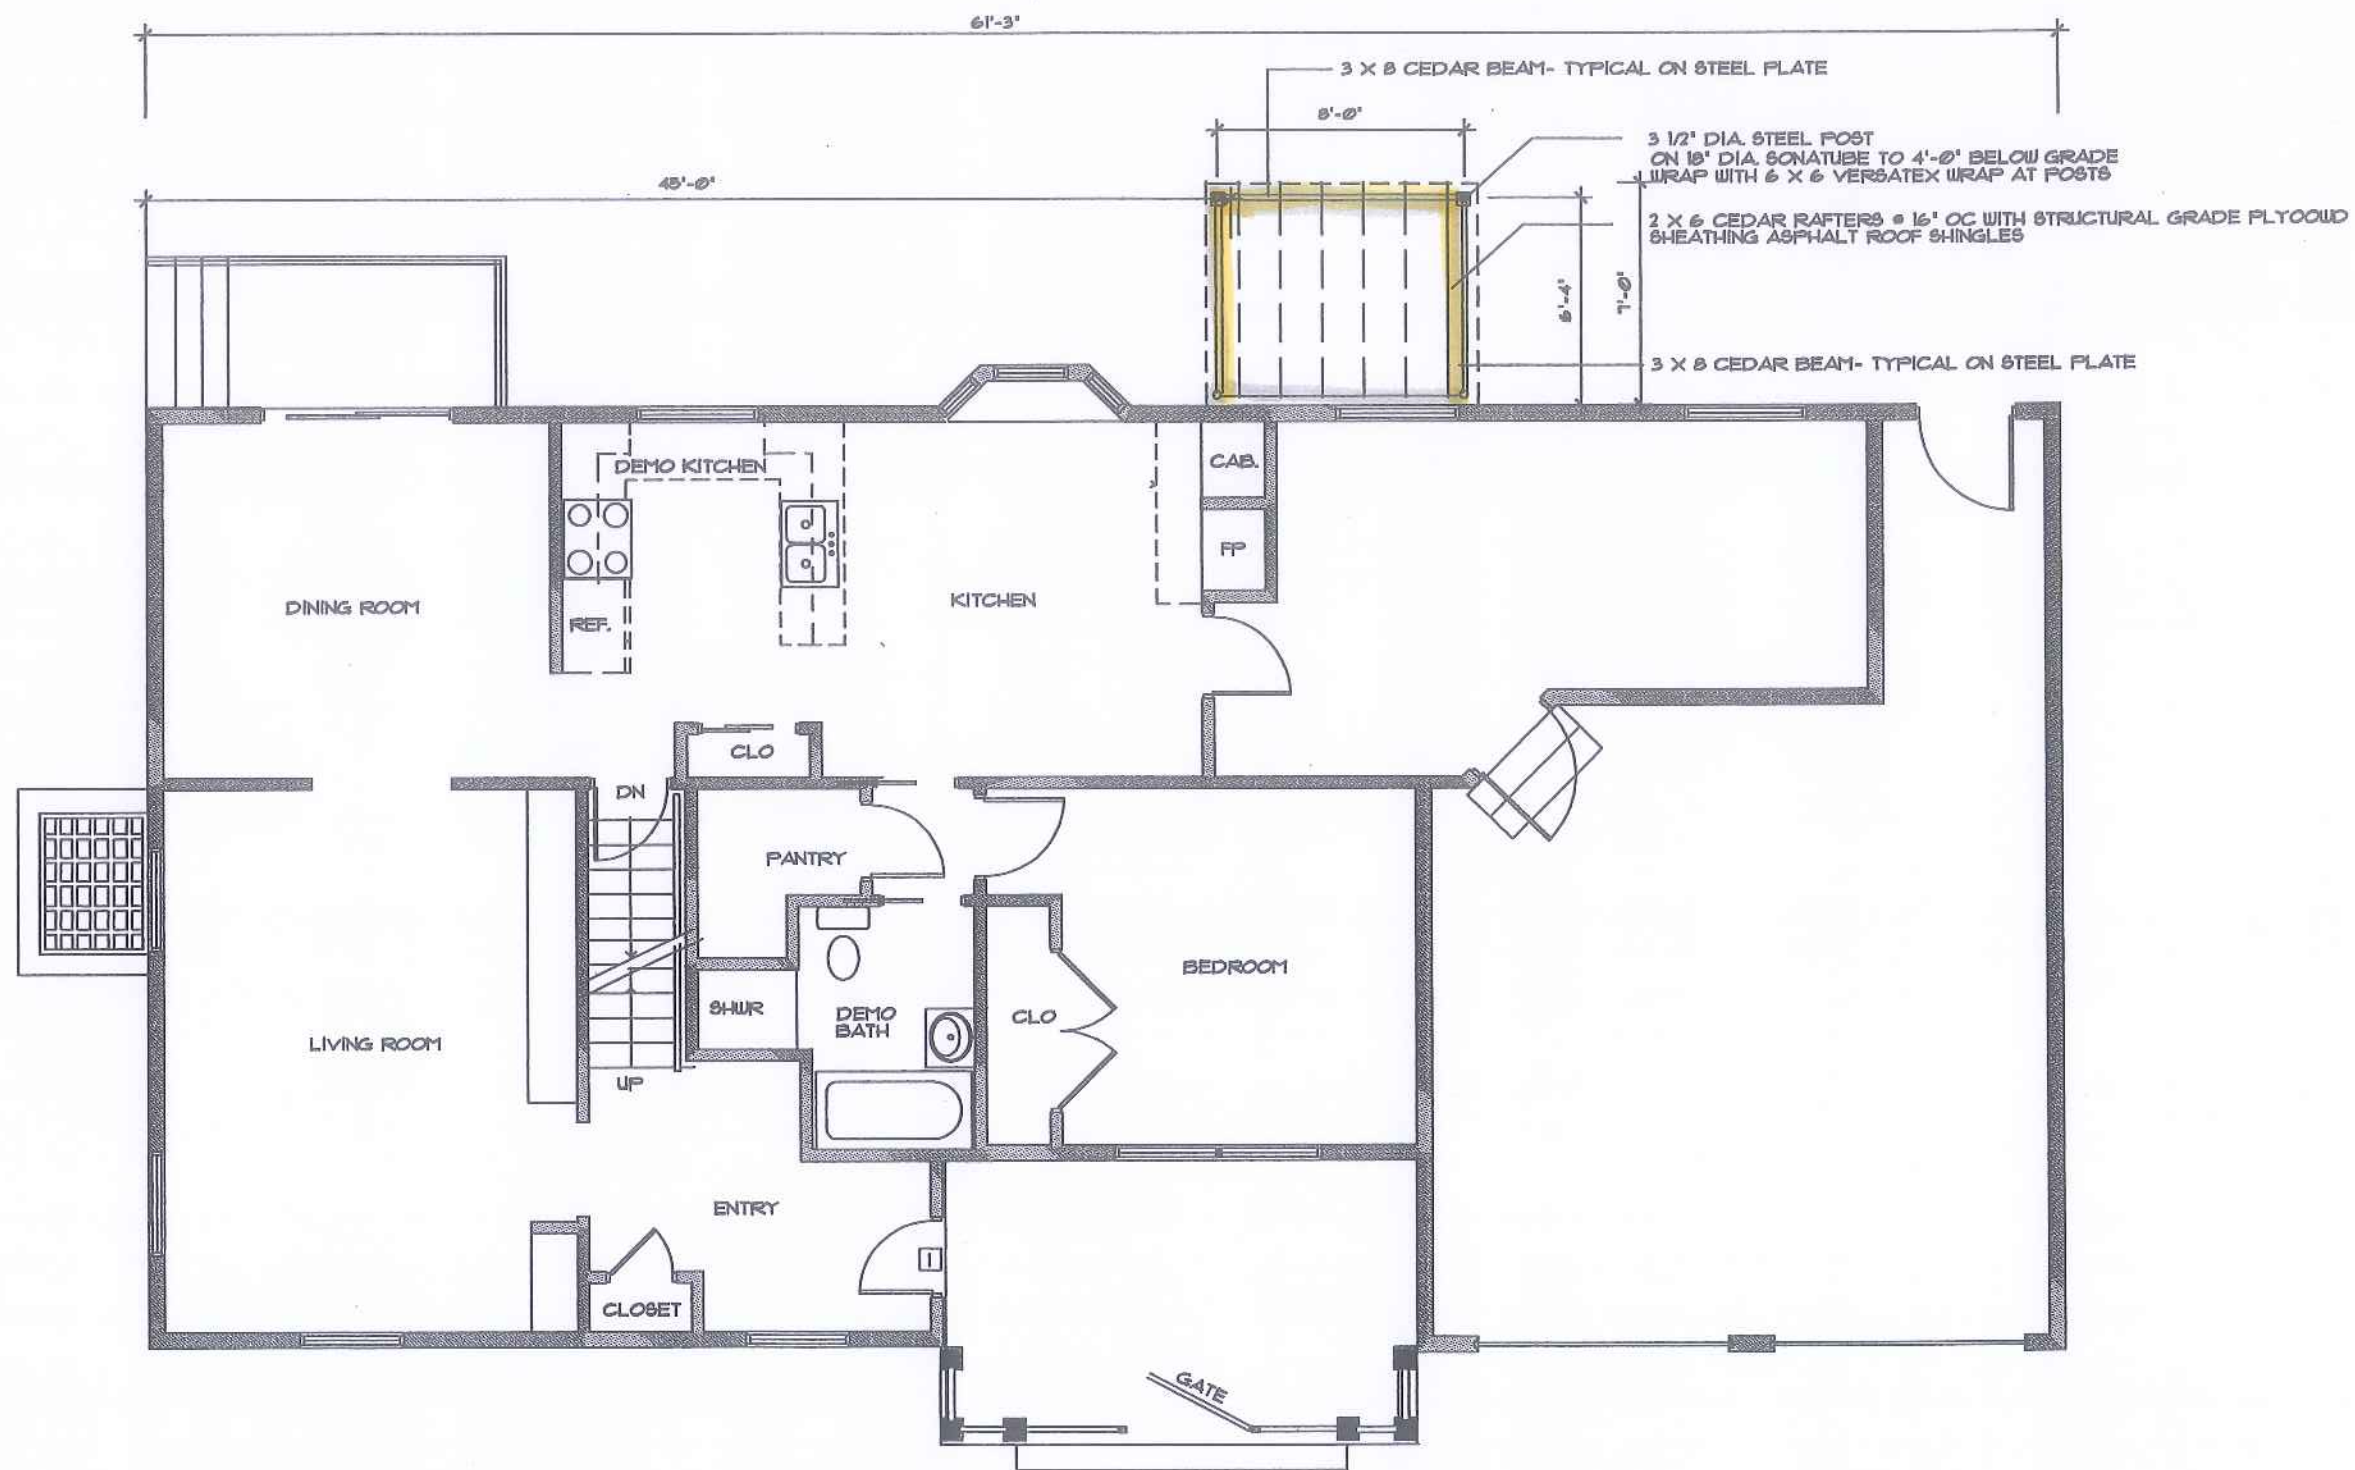 61'-3"
3 X 8 CEDAR BEAM- TYPICAL ON STEEL PLATE
8'-0"
3 1/2" DIA. STEEL POST
ON 18" DIA. SONATUBE TO 4'-0" BELOW GRADE
WRAP WITH 6 X 6 VERSATEX WRAP AT POSTS
45'-0"
2 X 6 CEDAR RAFTERS @ 16" OC WITH STRUCTURAL GRADE PLYOOWD
SHEATHING ASPHALT ROOF SHINGLES
6'-4"
7'-0"
3 X 8 CEDAR BEAM- TYPICAL ON STEEL PLATE
DEMO KITCHEN
CAB.
FP
DINING ROOM
REF.
KITCHEN
CLO
DN
PANTRY
BEDROOM
SHWR
DEMO
BATH
CLO
LIVING ROOM
UP
ENTRY
CLOSET
GATE